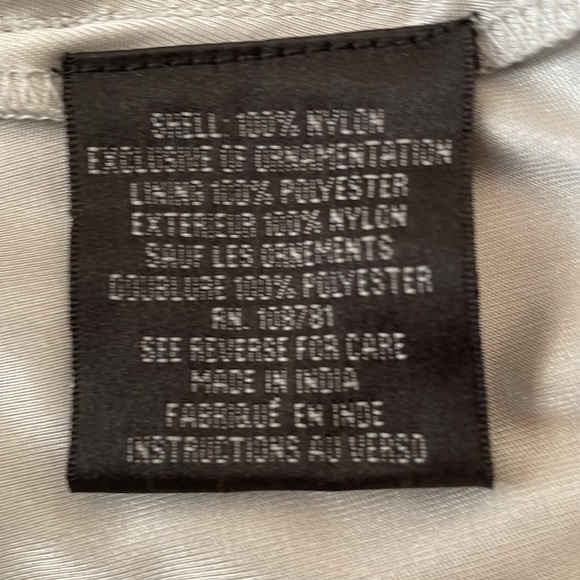 SHELL: 100% NYLON
EXCLUSIVE OF ORNAMENTATION
LINING 100% POLYESTER
EXTERIEUR 100% NYLON
SAUF LES ORNEMENTS
DOUBLURE 100% POLYESTER
RN. 108731
SEE REVERSE FOR CARE
MADE IN INDIA
FABRIQUÉ EN INDE
INSTRUCTIONS AU VERSO